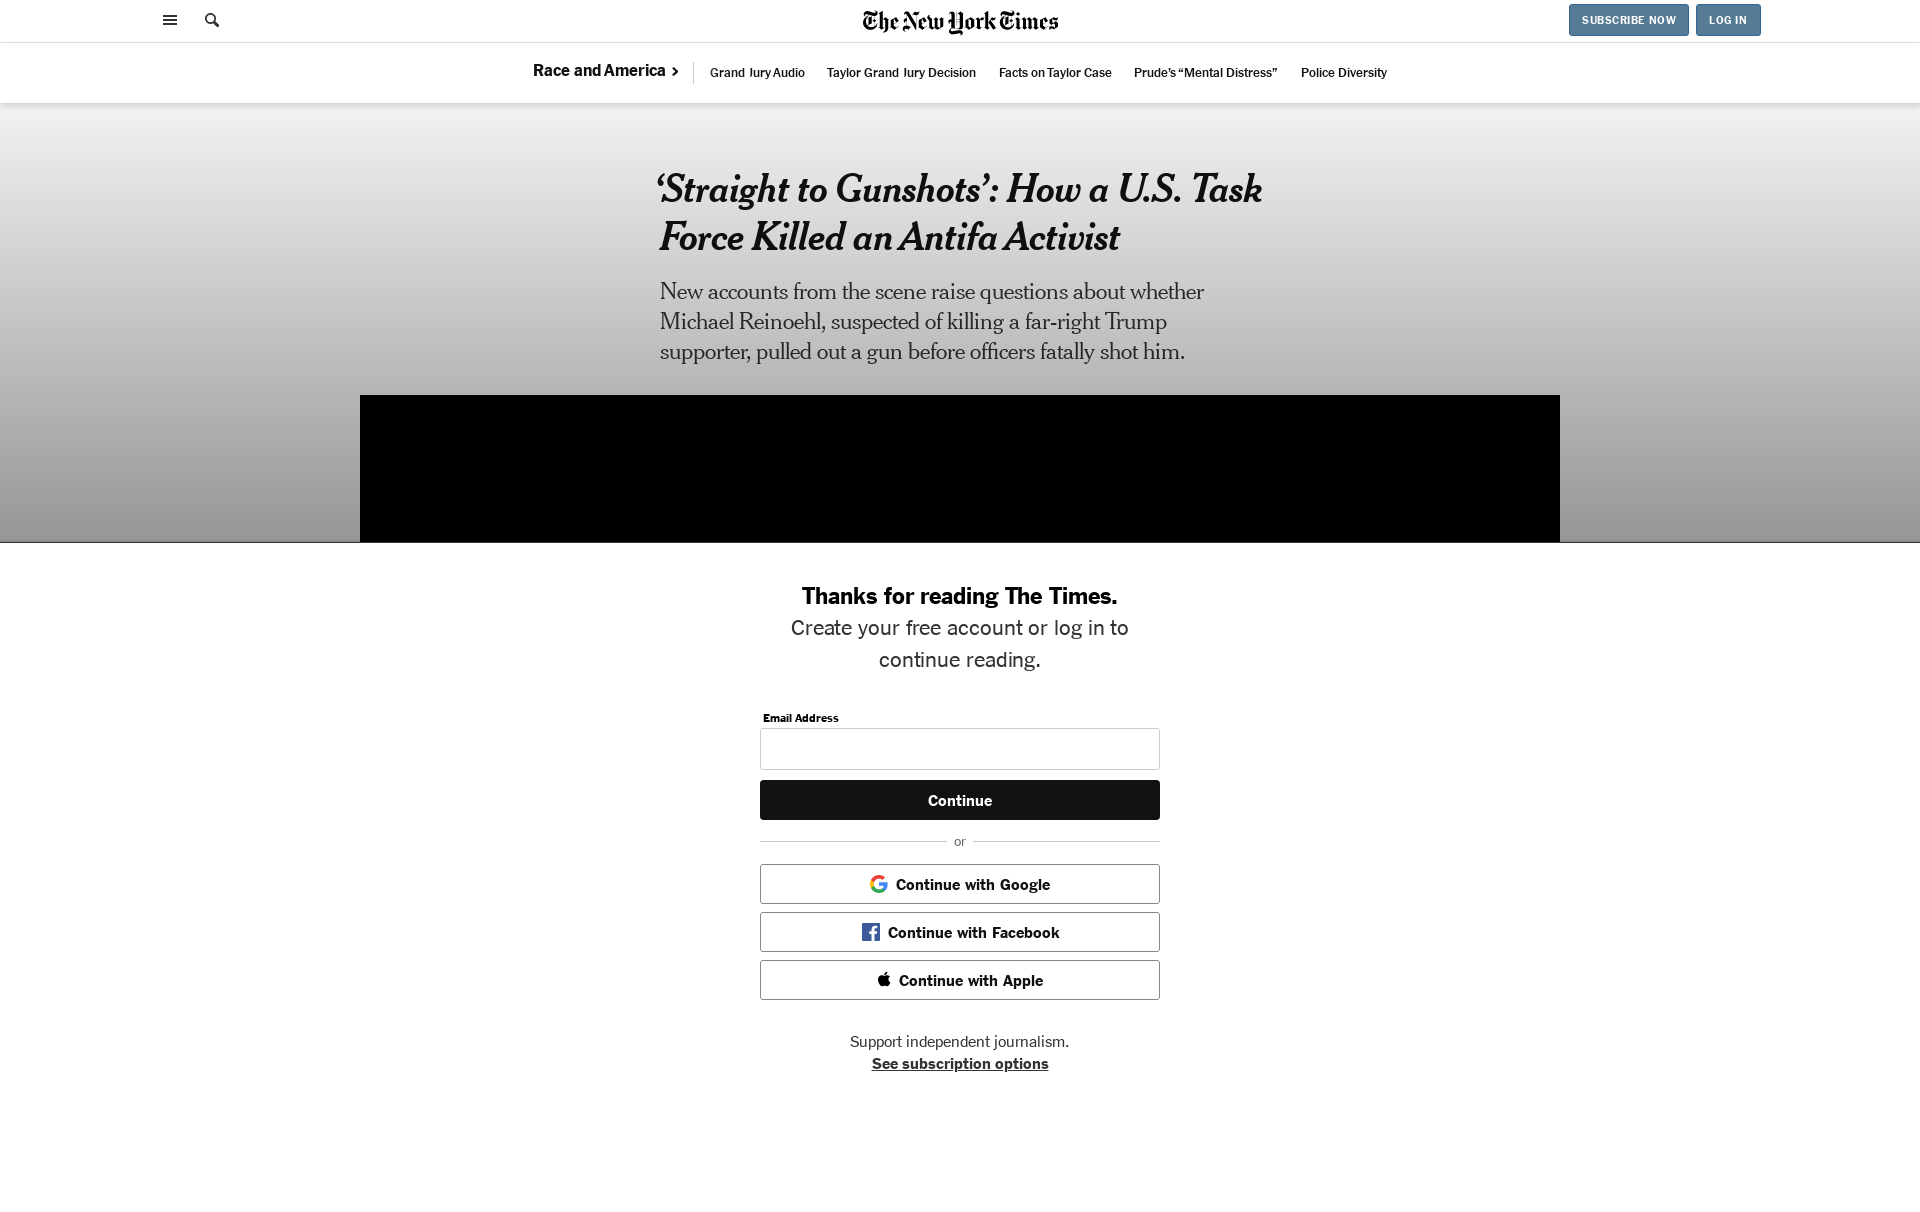 The New York Times
SUBSCRIBE NOW
LOG IN
Race and America
Grand Jury Audio
Taylor Grand Jury Decision
Facts on Taylor Case
Prude’s “Mental Distress”
Police Diversity
‘Straight to Gunshots’: How a U.S. Task
Force Killed an Antifa Activist
New accounts from the scene raise questions about whether
Michael Reinoehl, suspected of killing a far-right Trump
supporter, pulled out a gun before officers fatally shot him.
Thanks for reading The Times.
Create your free account or log in to
continue reading.
Email Address
Continue
or
Continue with Google
Continue with Facebook
Continue with Apple
Support independent journalism.
See subscription options